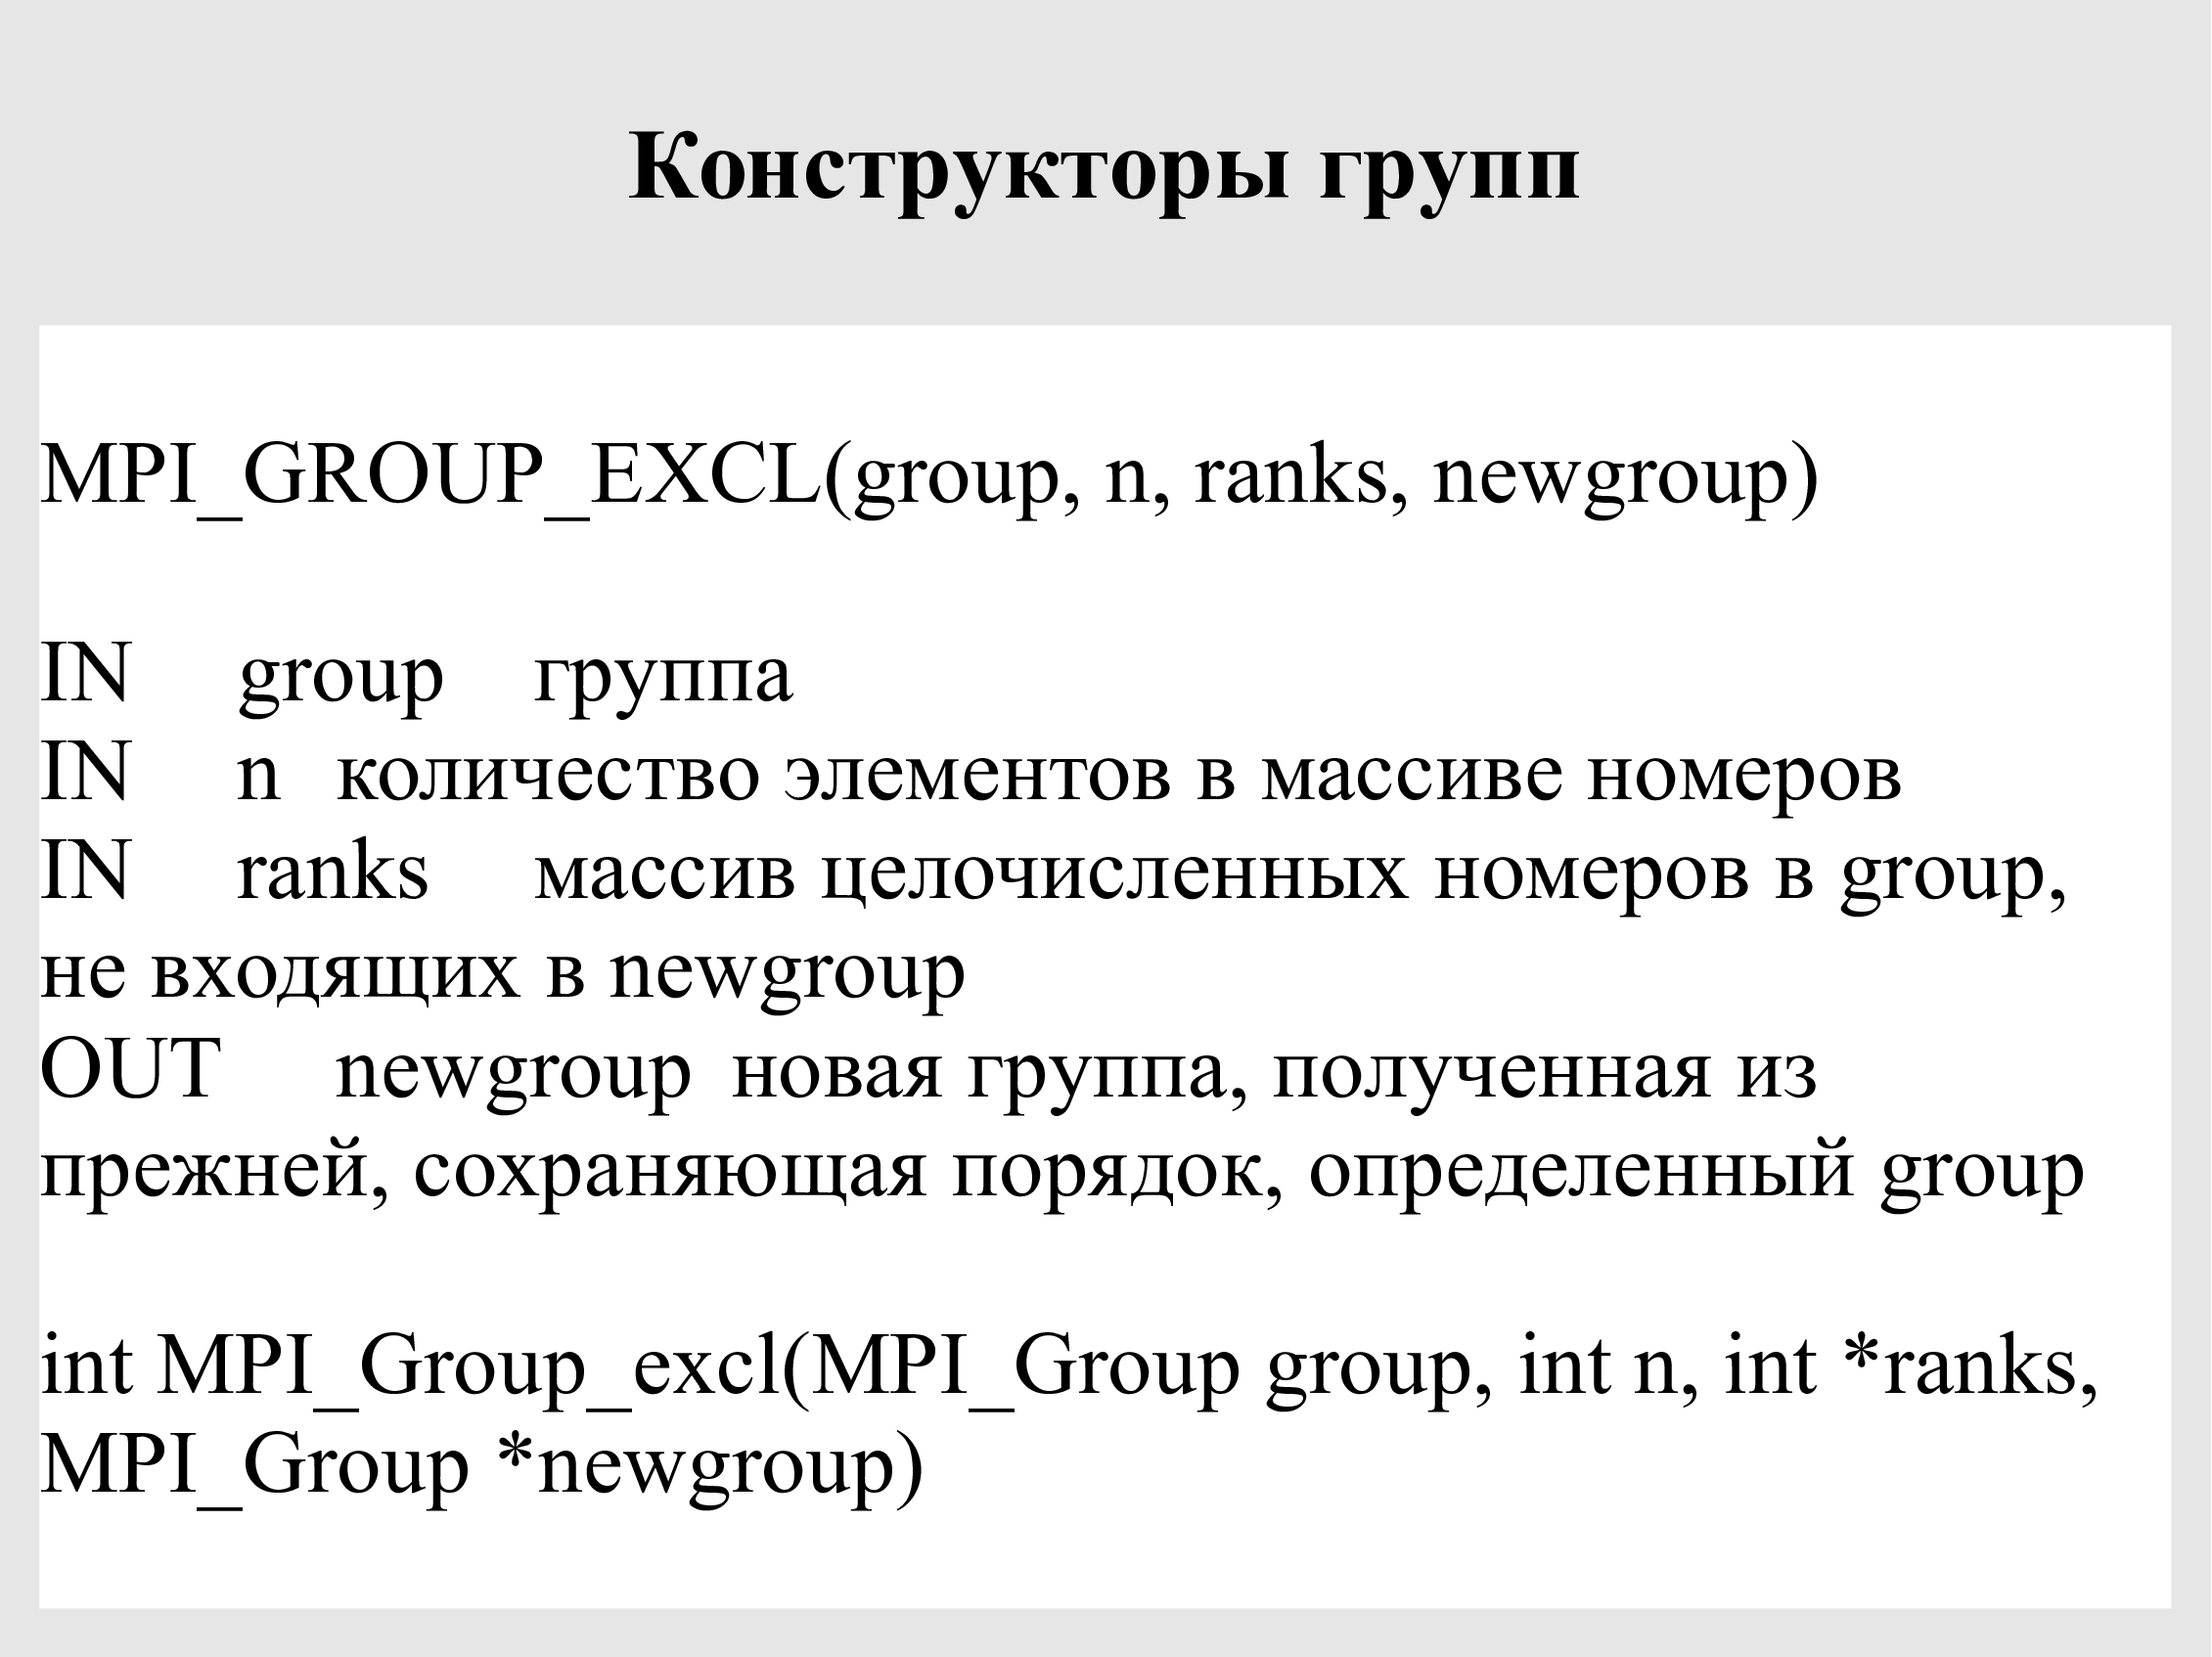 Конструкторы групп
MPI_GROUP_EXCL(group, n, ranks, newgroup)
IN group группа
IN n количество элементов в массиве номеров
IN ranks массив целочисленных номеров в group,
не входящих в newgroup
OUT newgroup новая группа, полученная из
прежней, сохраняющая порядок, определенный group
int MPI_Group_excl(MPI_Group group, int n, int *ranks,
MPI_Group *newgroup)